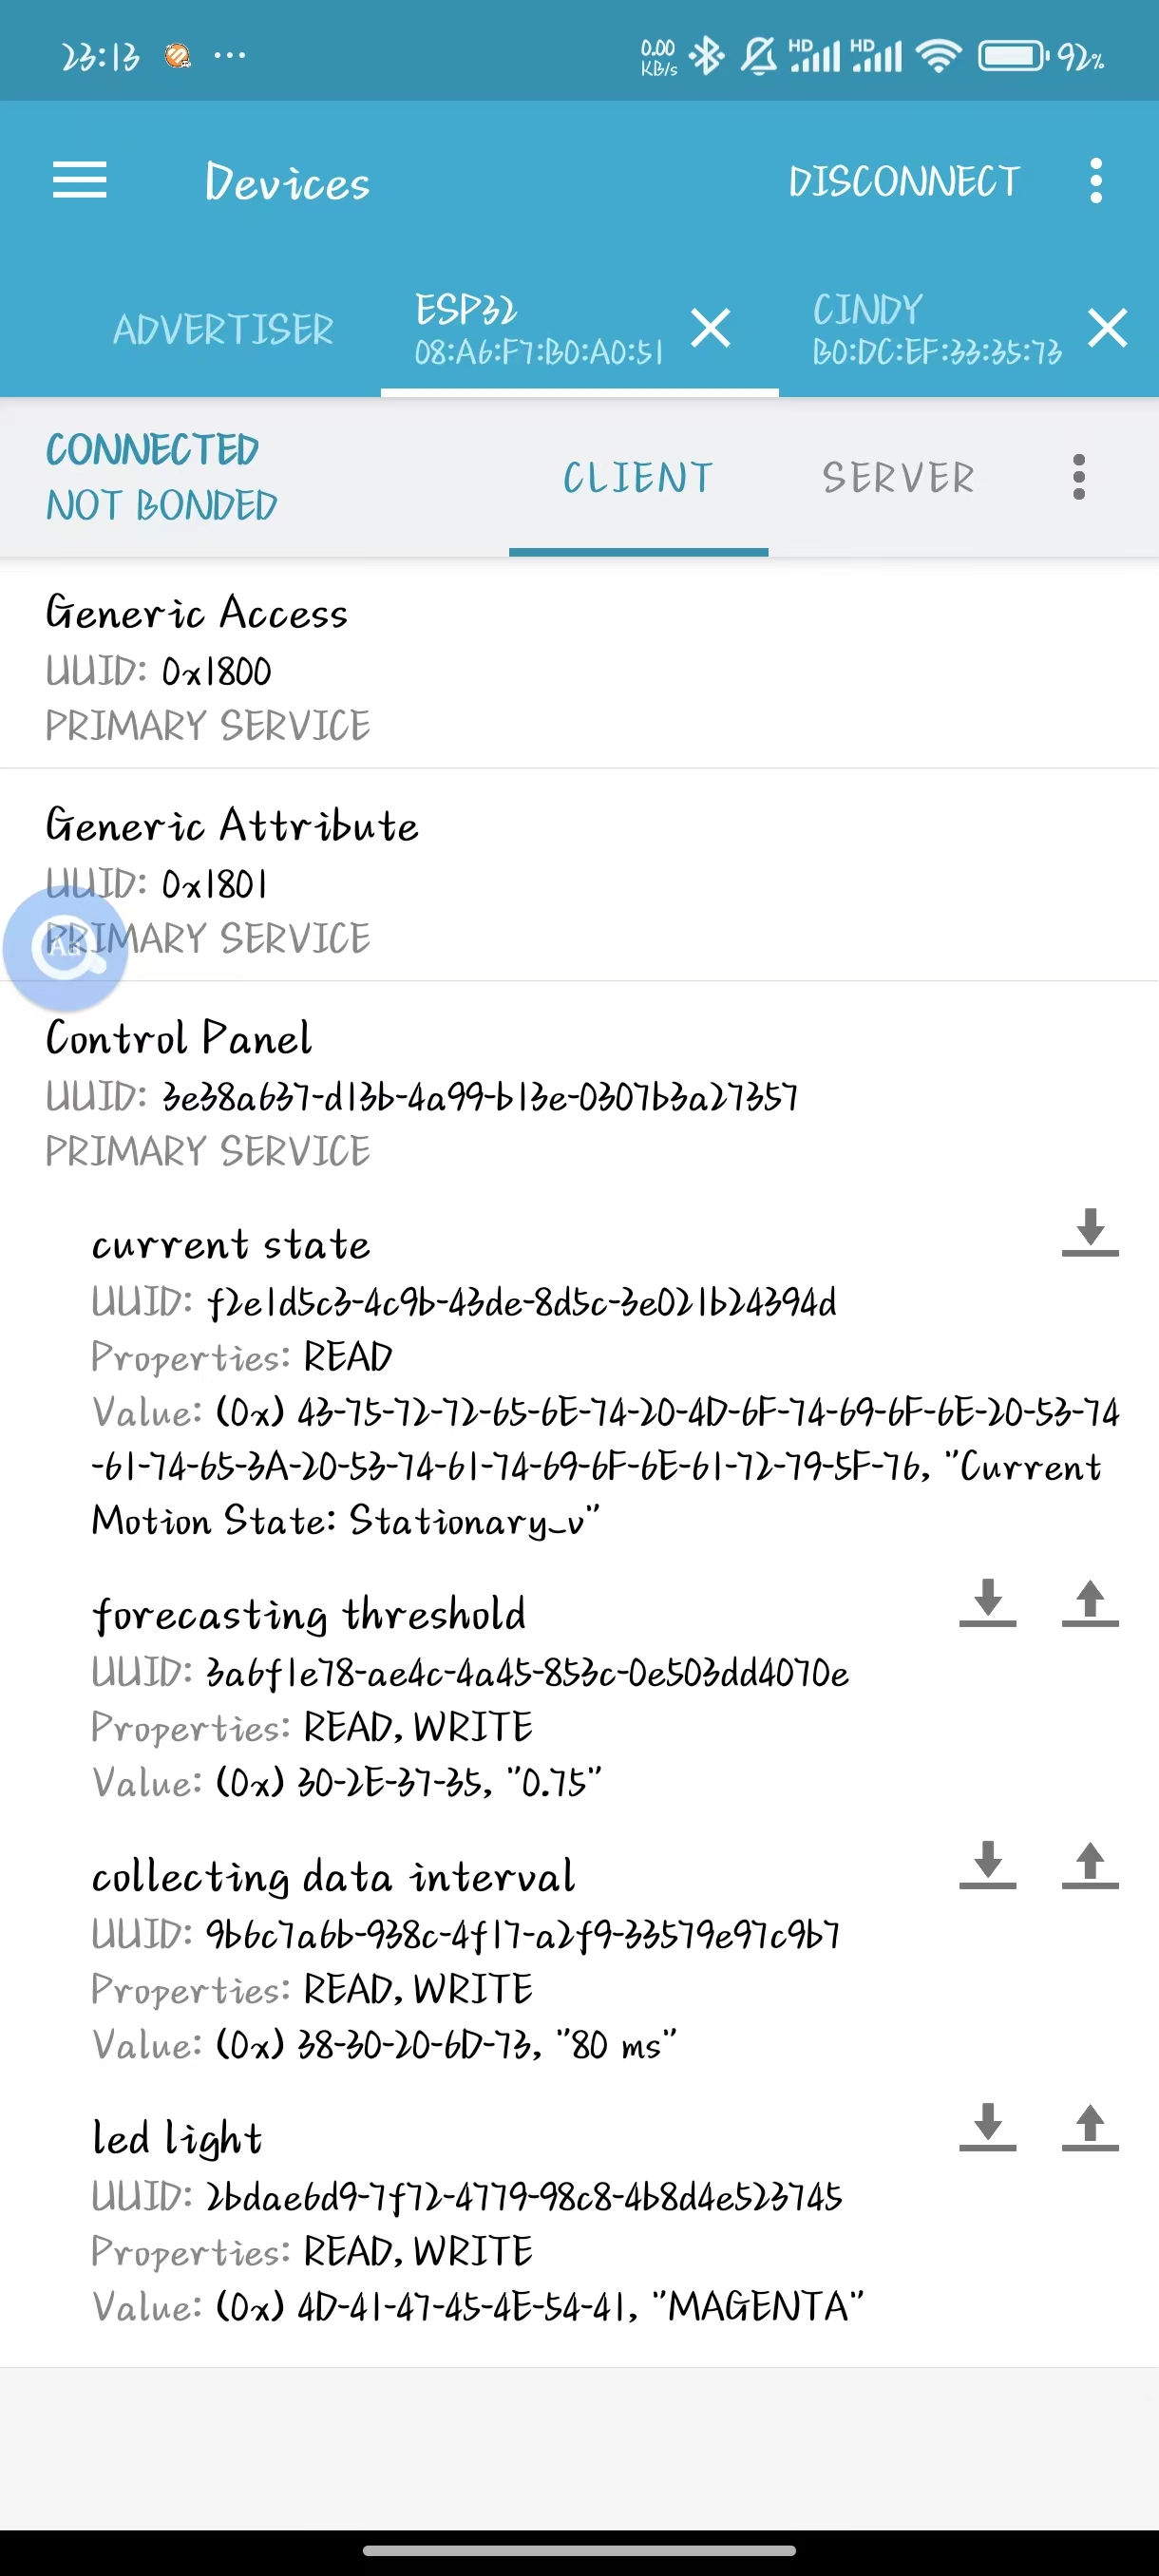 23:13 ... 0.00 KB/s HD HD 92%
Devices DISCONNECT
ADVERTISER ESP32 CINDY
08:A6:F7:B0:A0:51 B0:DC:EF:33:35:73
CONNECTED
NOT BONDED
CLIENT SERVER
Generic Access
UUID: 0x1800
PRIMARY SERVICE
Generic Attribute
UUID: 0x1801
PRIMARY SERVICE
Aa
Control Panel
UUID: 3e38a637-d13b-4a99-b13e-0307b3a27357
PRIMARY SERVICE
current state
UUID: f2e1d5c3-4c9b-43de-8d5c-3e021b24394d
Properties: READ
Value: (0x) 43-75-72-72-65-6E-74-20-4D-6F-74-69-6F-6E-20-53-74
-61-74-65-3A-20-53-74-61-74-69-6F-6E-61-72-79-5F-76, "Current
Motion State: Stationary_v"
forecasting threshold
UUID: 3a6f1e78-ae4c-4a45-853c-0e503dd4070e
Properties: READ, WRITE
Value: (0x) 30-2E-37-35, "0.75"
collecting data interval
UUID: 9b6c7a6b-938c-4f17-a2f9-33579e97c9b7
Properties: READ, WRITE
Value: (0x) 38-30-20-6D-73, "80 ms"
led light
UUID: 2bdae6d9-7f72-4779-98c8-4b8d4e523745
Properties: READ, WRITE
Value: (0x) 4D-41-47-45-4E-54-41, "MAGENTA"